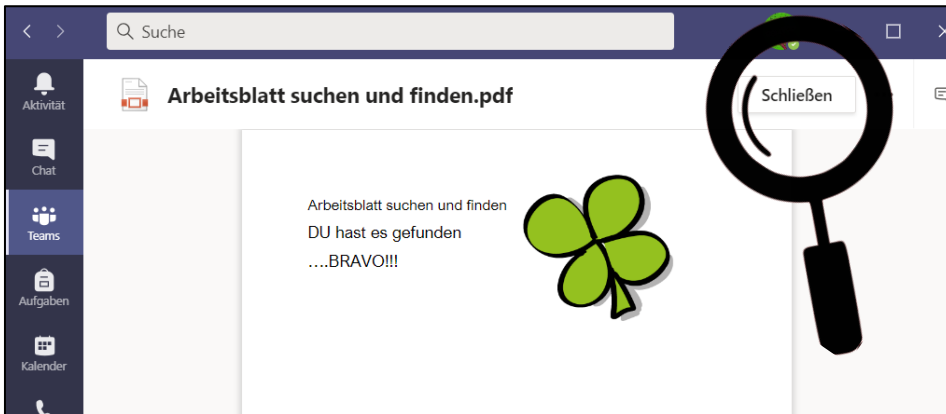 Suche
Aktivität
Arbeitsblatt suchen und finden.pdf
Schließen
Chat
Teams
Aufgaben
Kalender
Arbeitsblatt suchen und finden
DU hast es gefunden
....BRAVO!!!